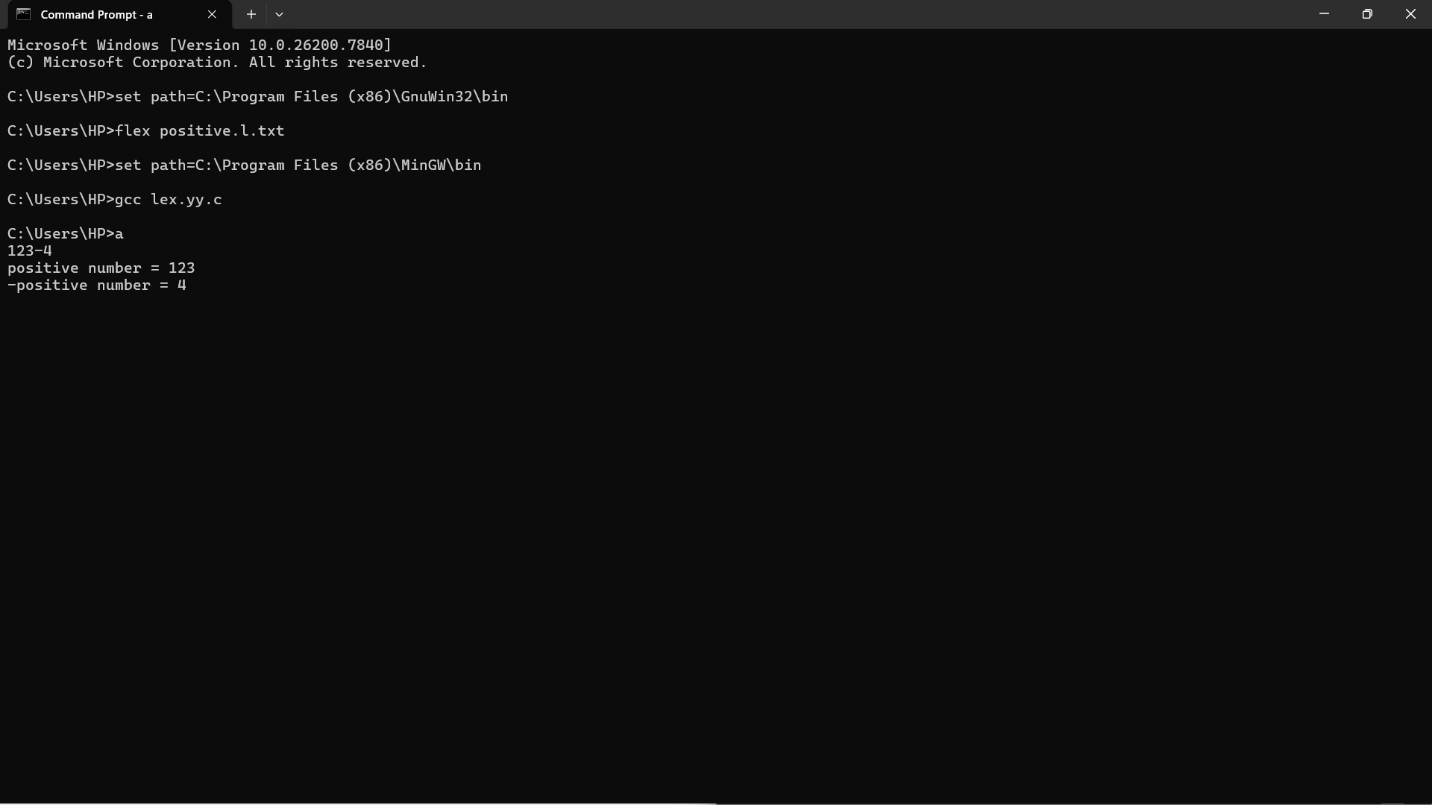 Command Prompt - a
Microsoft Windows [Version 10.0.26200.7840]
(c) Microsoft Corporation. All rights reserved.
C:\Users\HP>set path=C:\Program Files (x86)\GnuWin32\bin
C:\Users\HP>flex positive.l.txt
C:\Users\HP>set path=C:\Program Files (x86)\MinGW\bin
C:\Users\HP>gcc lex.yy.c
C:\Users\HP>a
123-4
positive number = 123
-positive number = 4